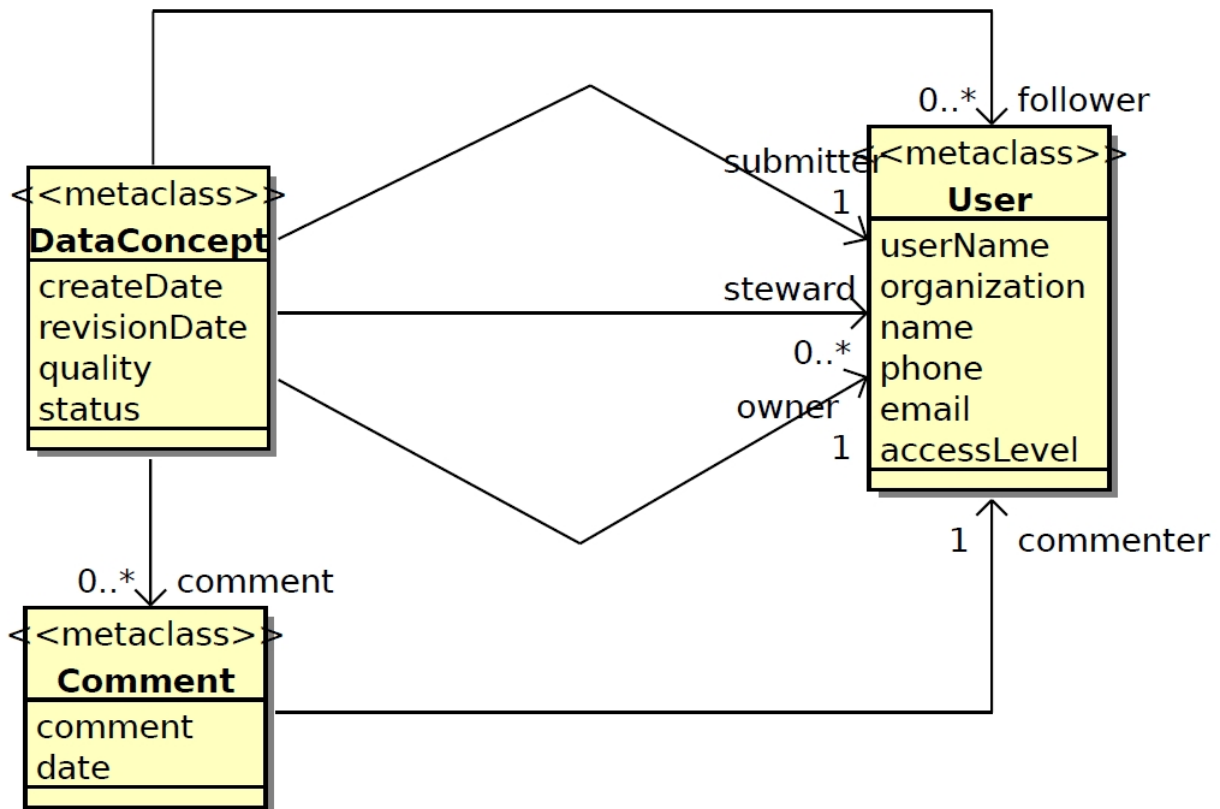 0..* follower
<<metaclass>>
User
userName
organization
name
phone
email
accessLevel
submitter
1
steward
0..*
owner
1
<<metaclass>>
DataConcept
createDate
revisionDate
quality
status
1 commenter
0..* comment
<<metaclass>>
Comment
comment
date